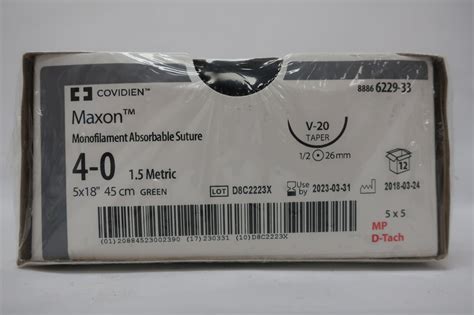 COVIDIEN™
8886 6229-33
Maxon™
Monofilament Absorbable Suture
V-20
TAPER
4-0 1.5 Metric
1/2 26mm
12
5x18" 45 cm GREEN
LOT D8C2223X
Use by 2023-03-31
2018-03-24
5 x 5
MP
D-Tach
(01)20884523002390 (17)230331 (10)D8C2223X